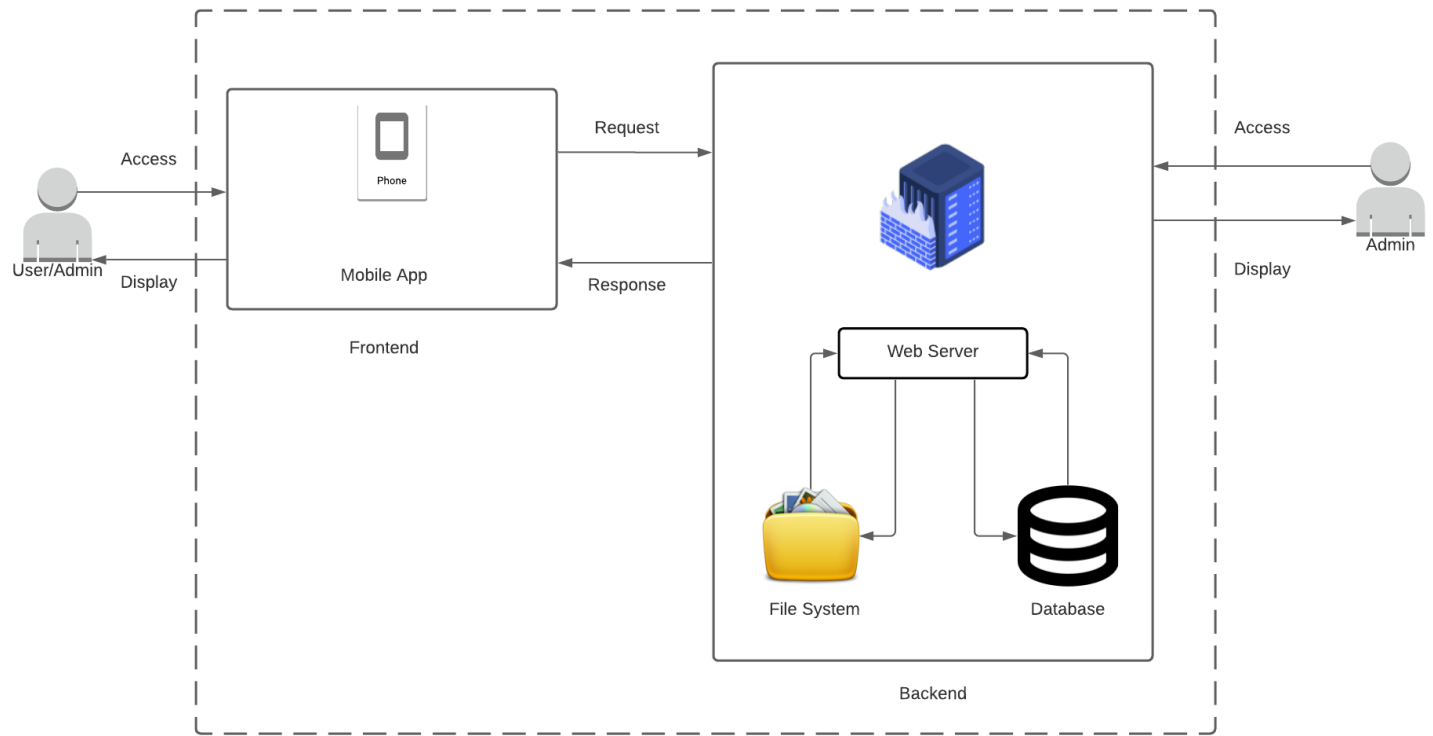 Access
User/Admin
Display
Phone
Mobile App
Frontend
Request
Response
Web Server
File System
Database
Backend
Access
Admin
Display